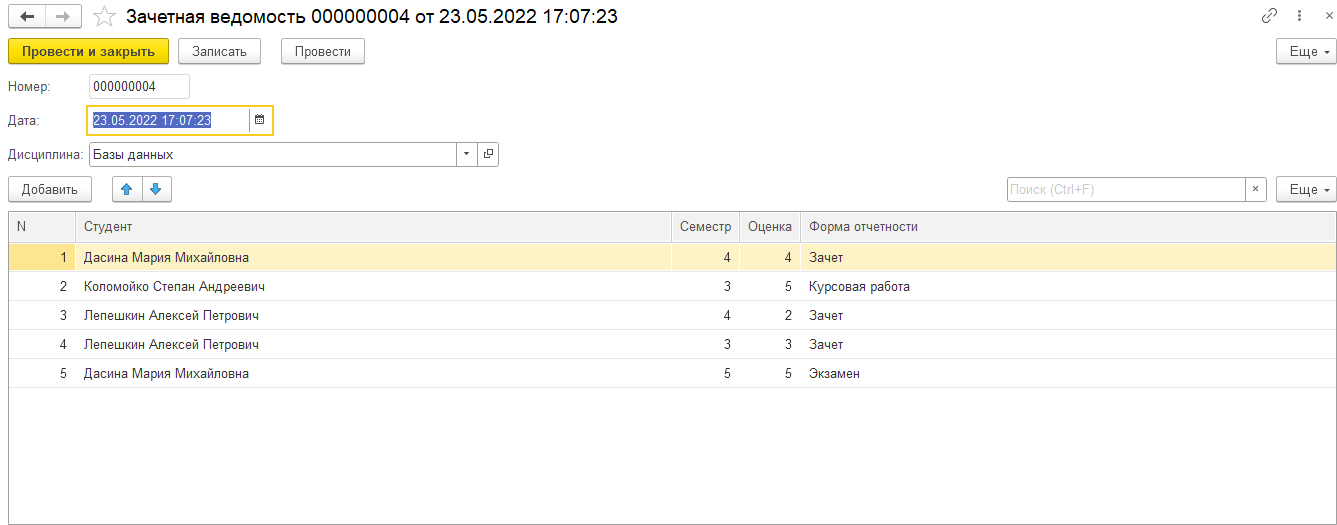 Зачетная ведомость 000000004 от 23.05.2022 17:07:23
Провести и закрыть Записать Провести Еще
Номер: 000000004
Дата: 23.05.2022 17:07:23
Дисциплина: Базы данных
Добавить Поиск (Ctrl+F) × Еще
N Студент Семестр Оценка Форма отчетности
1 Дасина Мария Михайловна 4 4 Зачет
2 Коломойко Степан Андреевич 3 5 Курсовая работа
3 Лепешкин Алексей Петрович 4 2 Зачет
4 Лепешкин Алексей Петрович 3 3 Зачет
5 Дасина Мария Михайловна 5 5 Экзамен